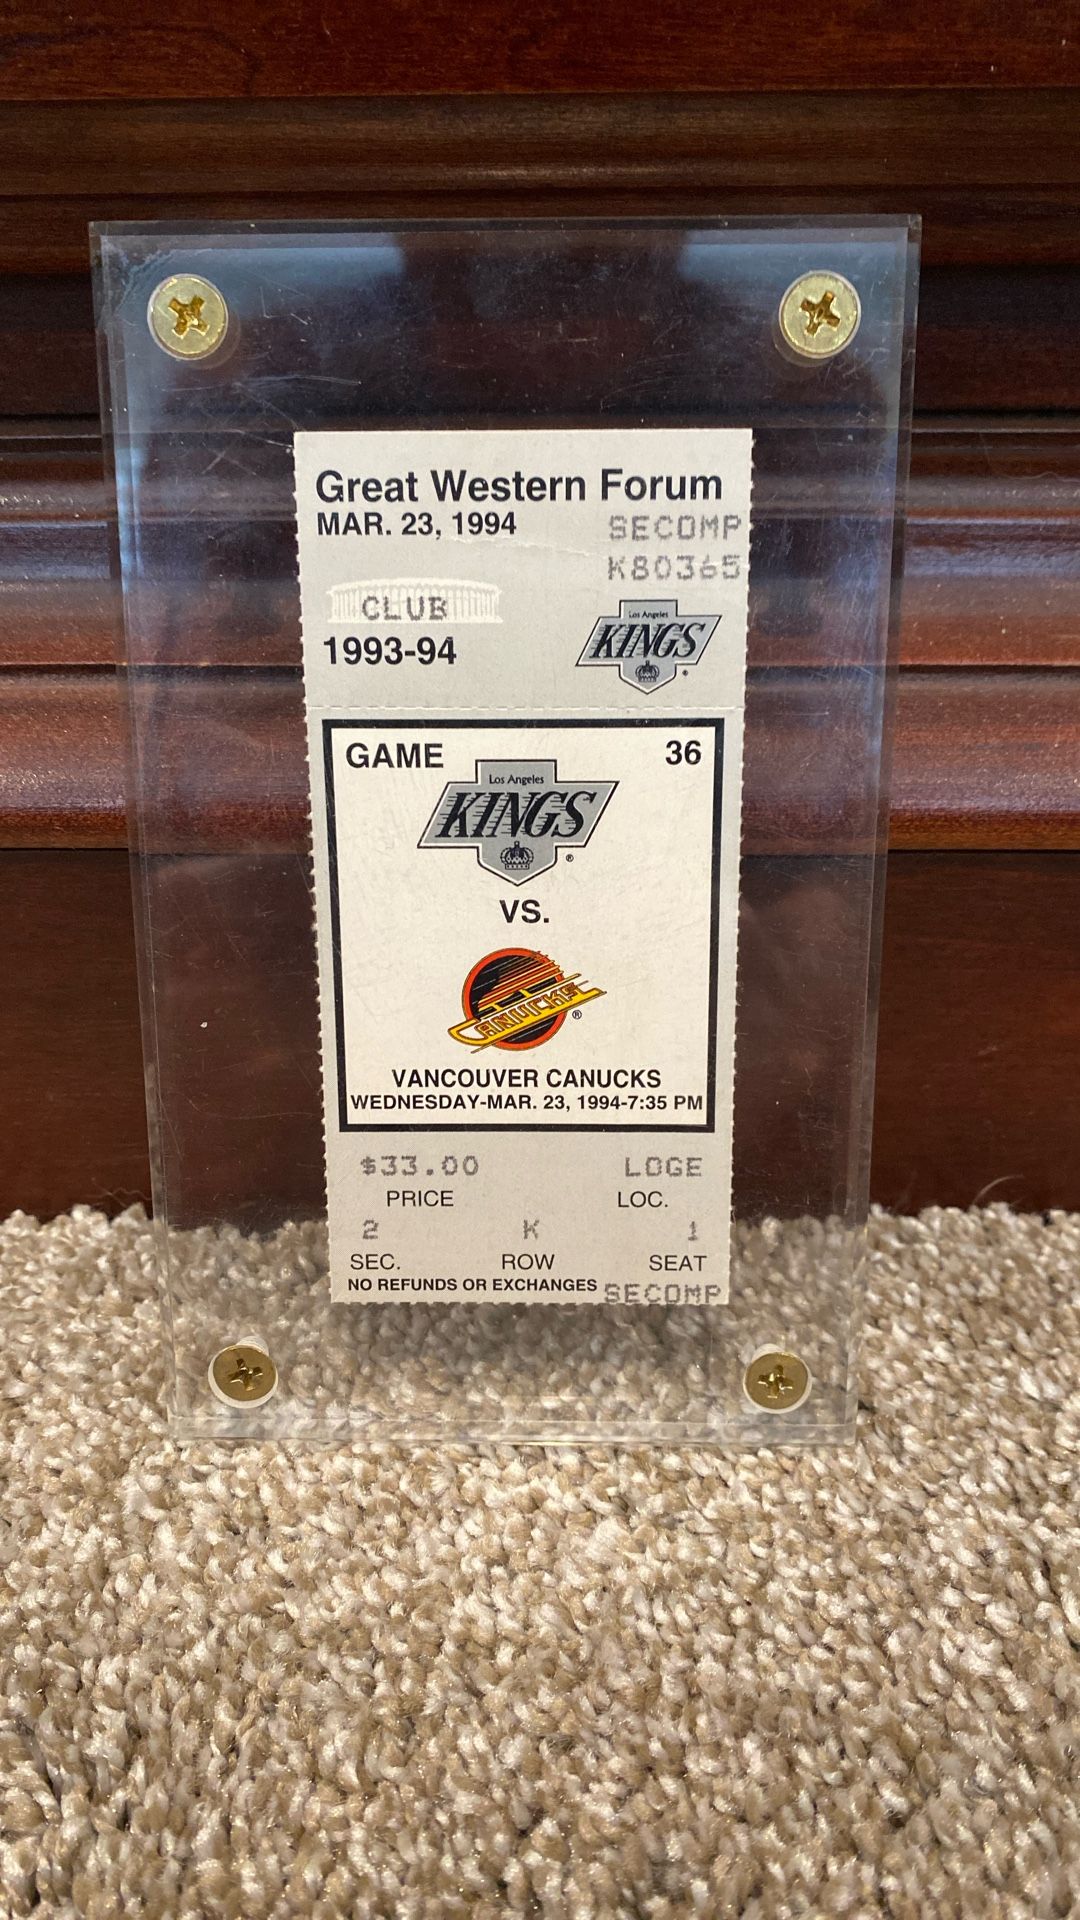 Great Western Forum
MAR. 23, 1994
SECOMP
K80365
CLUB
1993-94
Los Angeles
KINGS
®
GAME 36
Los Angeles
KINGS
®
VS.
CANUCKS
®
VANCOUVER CANUCKS
WEDNESDAY-MAR. 23, 1994-7:35 PM
$33.00 LOGE
PRICE LOC.
2 K 1
SEC. ROW SEAT
NO REFUNDS OR EXCHANGES SECOMP